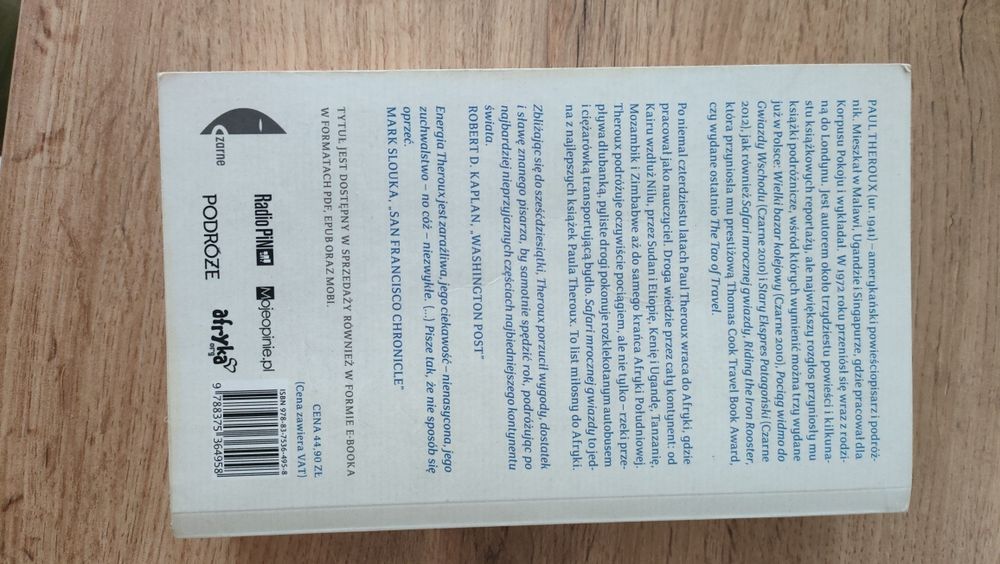 PAUL THEROUX (ur. 1941) – amerykański powieściopisarz i podróż-
nik. Mieszkał w Malawi, Ugandzie i Singapurze, gdzie pracował dla
Korpusu Pokoju i wykładał. W 1972 roku przeniósł się wraz z rodzi-
ną do Londynu. Jest autorem około trzydziestu powieści i kilkuna-
stu książkowych reportaży, ale największy rozgłos przyniosły mu
książki podróżnicze, wśród których wymienić można trzy wydane
już w Polsce: Wielki bazar kolejowy (Czarne 2010), Pociąg widmo do
Gwiazdy Wschodu (Czarne 2010) i Stary Ekspres Patagoński (Czarne
2012), jak również Safari mrocznej gwiazdy, Riding the Iron Rooster,
która przyniosła mu prestiżową Thomas Cook Travel Book Award,
czy wydane ostatnio The Tao of Travel.
Po niemal czterdziestu latach Paul Theroux wraca do Afryki, gdzie
pracował jako nauczyciel. Droga wiedzie przez cały kontynent: od
Kairu wzdłuż Nilu, przez Sudan i Etiopię, Kenię i Ugandę, Tanzanię,
Mozambik i Zimbabwe aż do samego krańca Afryki Południowej.
Theroux podróżuje oczywiście pociągiem, ale nie tylko – rzeki prze-
pływa dłubanką, pyliste drogi pokonuje rozklekotanym autobusem
i ciężarówką transportującą bydło. Safari mrocznej gwiazdy to jed-
na z najlepszych książek Paula Theroux. To list miłosny do Afryki.
Zbliżając się do sześćdziesiątki, Theroux porzucił wygody, dostatek
i sławę znanego pisarza, by samotnie spędzić rok, podróżując po
najbardziej nieprzyjaznych częściach najbiedniejszego kontynentu
świata.
ROBERT D. KAPLAN, „WASHINGTON POST”
Energia Theroux jest zaraźliwa, jego ciekawość – nienasycona, jego
zuchwalstwo – no cóż – niezwykłe. (...) Pisze tak, że nie sposób się
oprzeć.
MARK SLOUKA, „SAN FRANCISCO CHRONICLE”
TYTUŁ JEST DOSTĘPNY W SPRZEDAŻY RÓWNIEŻ W FORMIE E-BOOKA
W FORMATACH PDF, EPUB ORAZ MOBI.
czarne
Radio PIN
PODRÓŻE
Mojeopinie.pl
afryka
org
CENA 44,90 ZŁ
(Cena zawiera VAT)
ISBN 978-83-7536-495-8
9 788375 364958